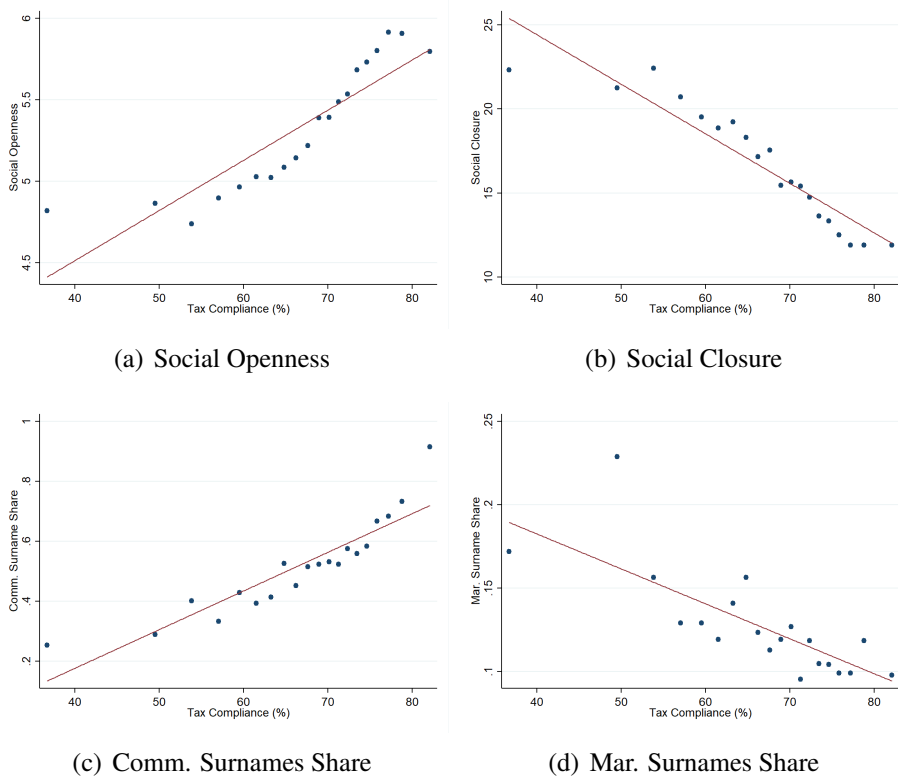 4.5 5 5.5 6
Social Openness
40 50 60 70 80
Tax Compliance (%)
(a) Social Openness
10 15 20 25
Social Closure
40 50 60 70 80
Tax Compliance (%)
(b) Social Closure
.2 .4 .6 .8 1
Comm. Surname Share
40 50 60 70 80
Tax Compliance (%)
(c) Comm. Surnames Share
.1 .15 .2 .25
Mar. Surname Share
40 50 60 70 80
Tax Compliance (%)
(d) Mar. Surnames Share